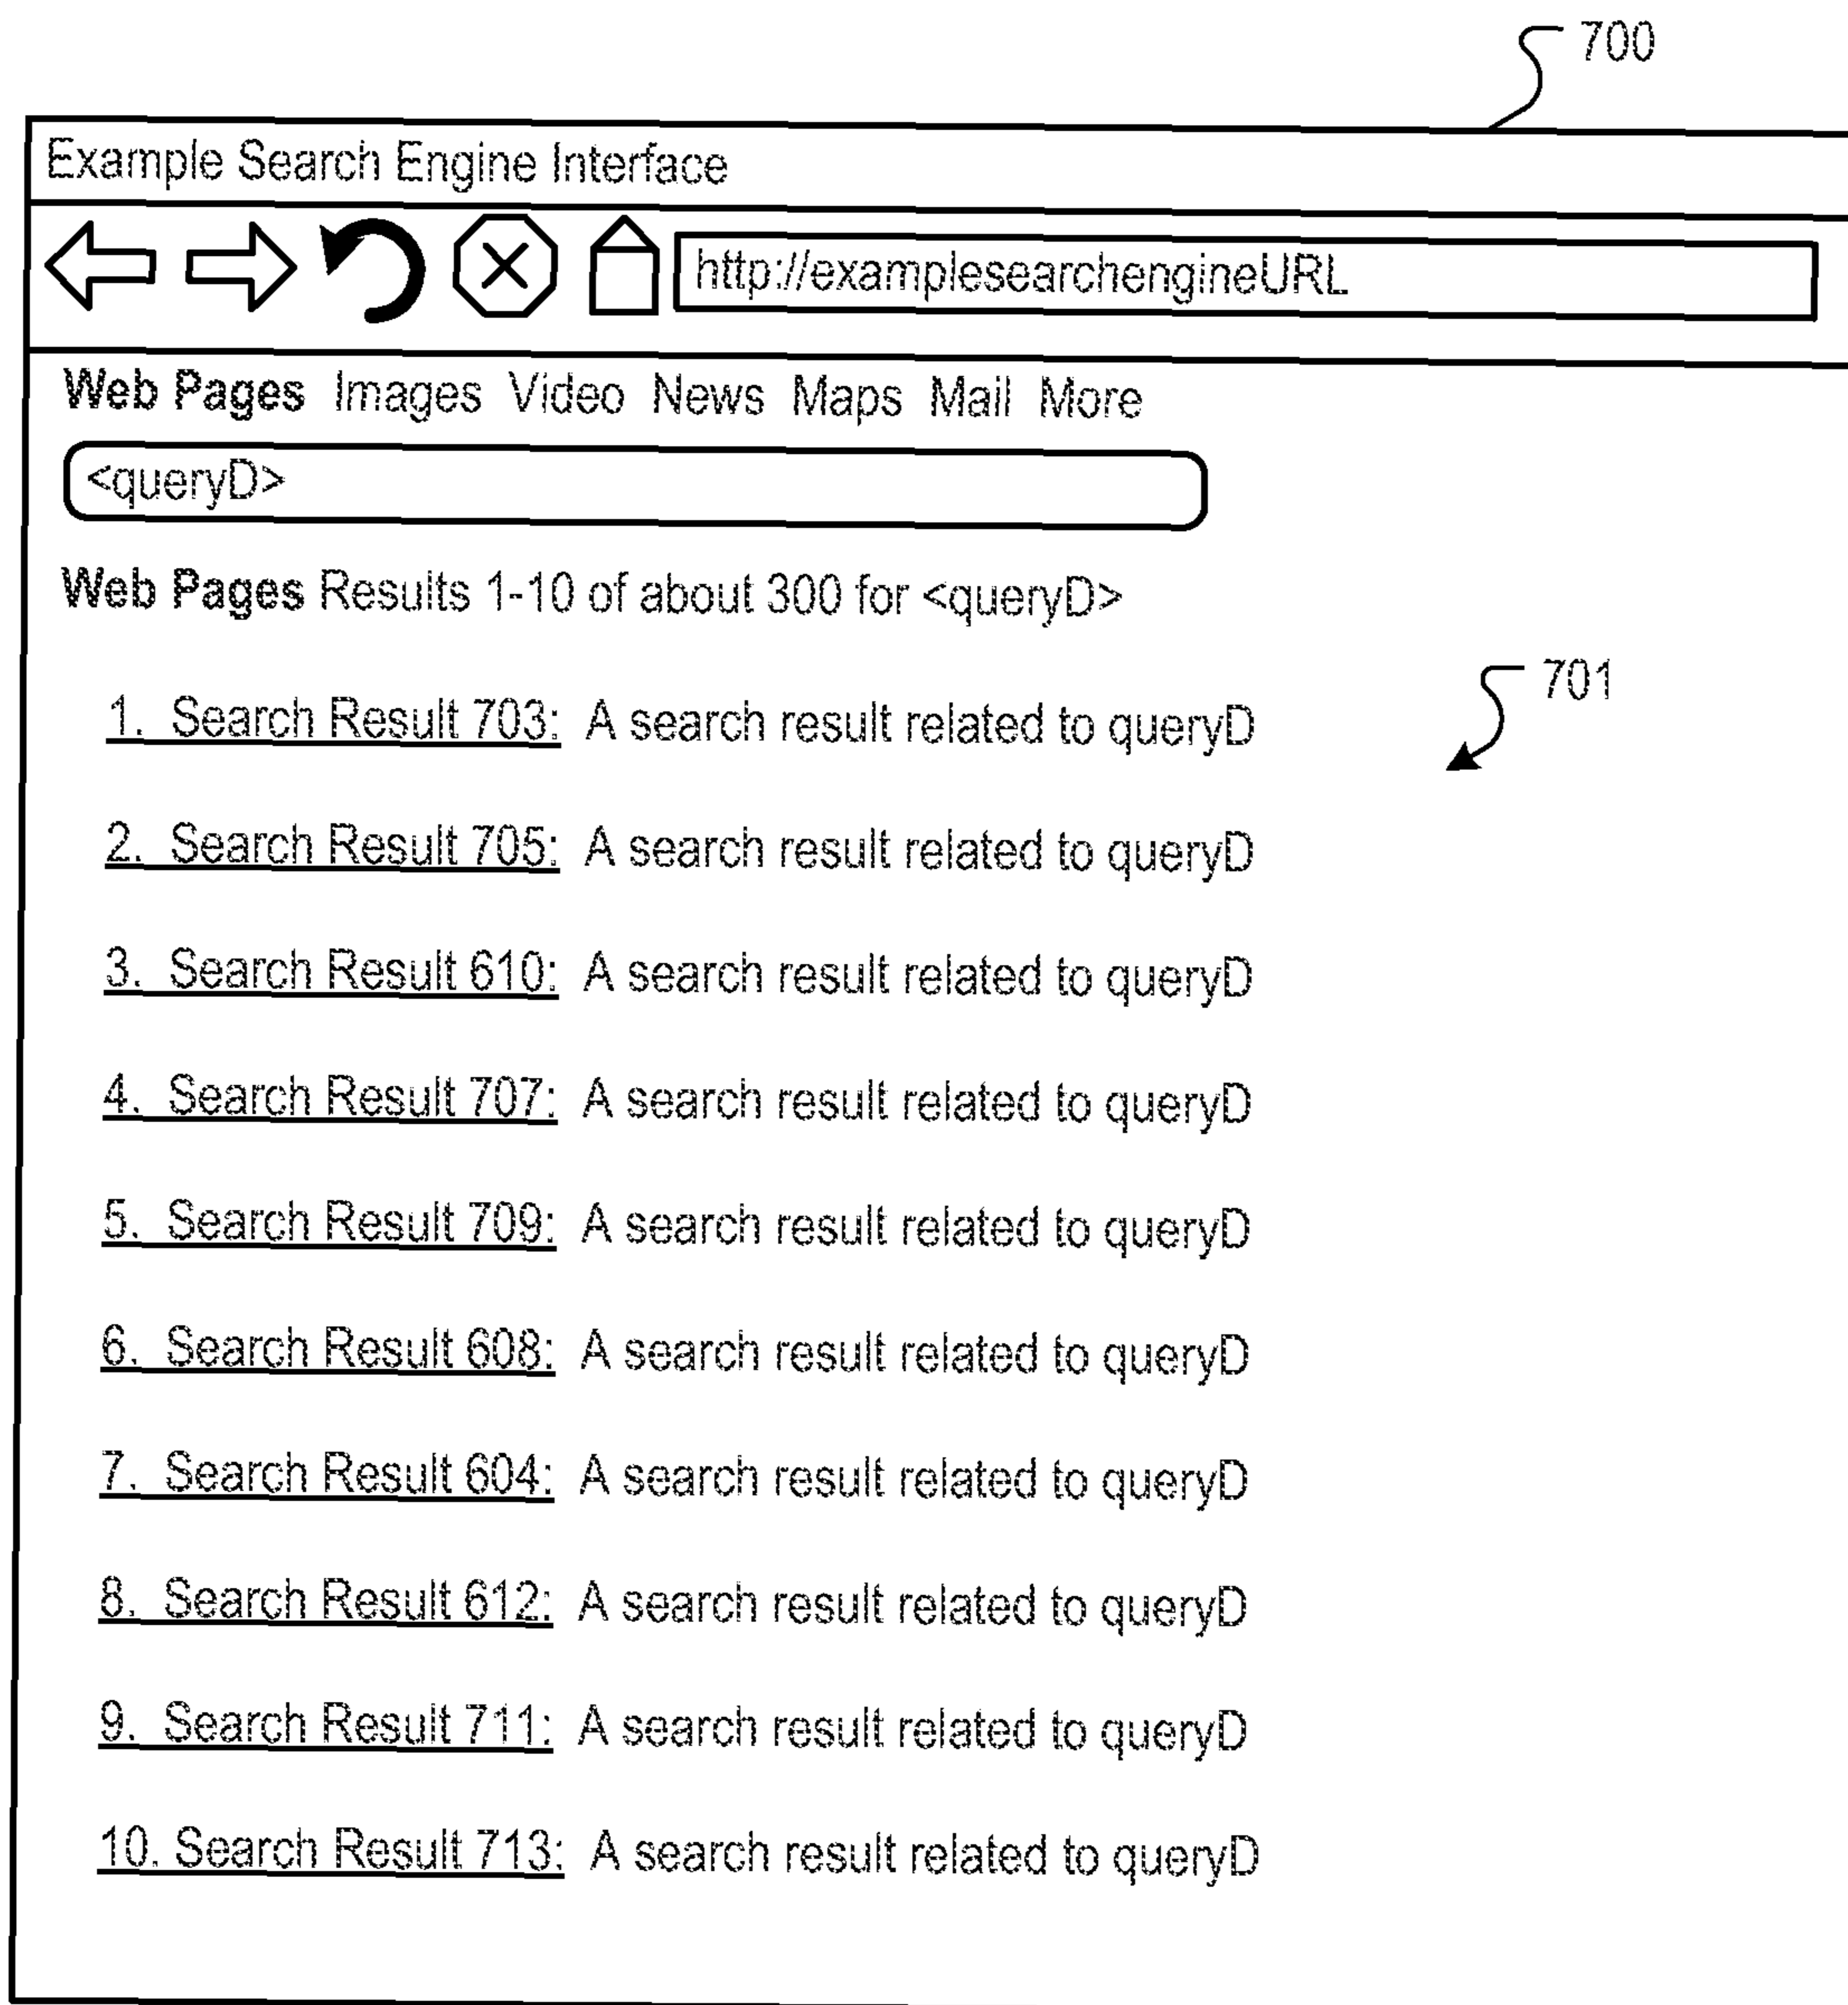 700
Example Search Engine Interface
http://examplesearchengineURL
Web Pages Images Video News Maps Mail More
<queryD>
Web Pages Results 1-10 of about 300 for <queryD>
701
1. Search Result 703: A search result related to queryD
2. Search Result 705: A search result related to queryD
3. Search Result 610: A search result related to queryD
4. Search Result 707: A search result related to queryD
5. Search Result 709: A search result related to queryD
6. Search Result 608: A search result related to queryD
7. Search Result 604: A search result related to queryD
8. Search Result 612: A search result related to queryD
9. Search Result 711: A search result related to queryD
10. Search Result 713: A search result related to queryD